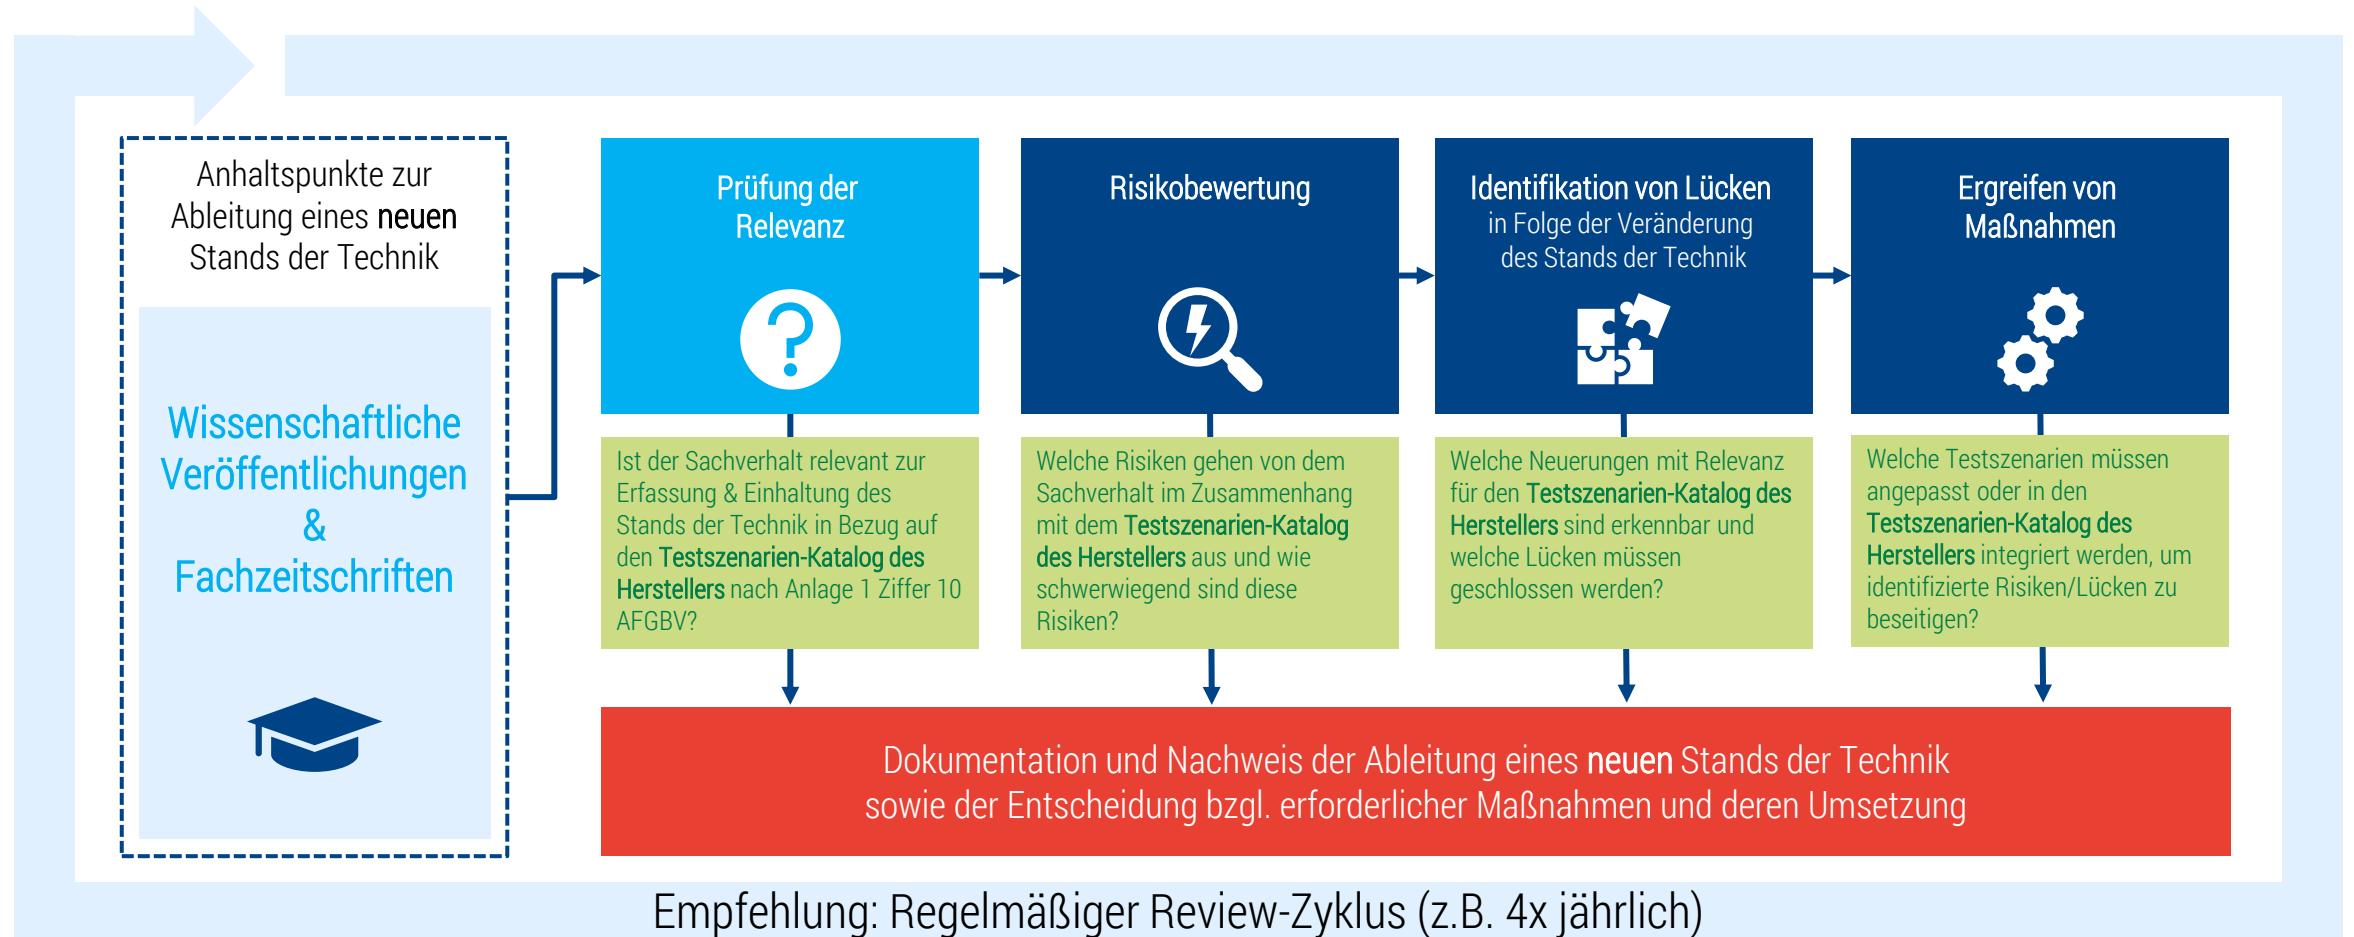 Anhaltspunkte zur
Ableitung eines neuen
Stands der Technik
Wissenschaftliche
Veröffentlichungen
&
Fachzeitschriften
Prüfung der
Relevanz
Ist der Sachverhalt relevant zur
Erfassung & Einhaltung des
Stands der Technik in Bezug auf
den Testszenarien-Katalog des
Herstellers nach Anlage 1 Ziffer 10
AFGBV?
Risikobewertung
Welche Risiken gehen von dem
Sachverhalt im Zusammenhang
mit dem Testszenarien-Katalog
des Herstellers aus und wie
schwerwiegend sind diese
Risiken?
Identifikation von Lücken
in Folge der Veränderung
des Stands der Technik
Welche Neuerungen mit Relevanz
für den Testszenarien-Katalog des
Herstellers sind erkennbar und
welche Lücken müssen
geschlossen werden?
Ergreifen von
Maßnahmen
Welche Testszenarien müssen
angepasst oder in den
Testszenarien-Katalog des
Herstellers integriert werden, um
identifizierte Risiken/Lücken zu
beseitigen?
Dokumentation und Nachweis der Ableitung eines neuen Stands der Technik
sowie der Entscheidung bzgl. erforderlicher Maßnahmen und deren Umsetzung
Empfehlung: Regelmäßiger Review-Zyklus (z.B. 4x jährlich)